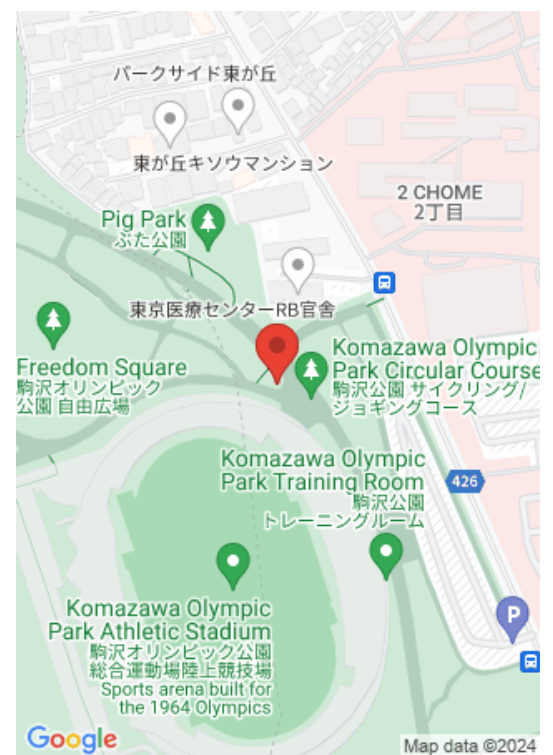 パークサイド東が丘
東が丘キソウマンション
2 CHOME
2丁目
Pig Park
ぶた公園
東京医療センターRB官舎
Freedom Square
駒沢オリンピック
公園 自由広場
Komazawa Olympic
Park Circular Course
駒沢公園 サイクリング/
ジョギングコース
Komazawa Olympic
Park Training Room
駒沢公園
トレーニングルーム
426
P
Komazawa Olympic
Park Athletic Stadium
駒沢オリンピック公園
総合運動場陸上競技場
Sports arena built for
the 1964 Olympics
Google
Map data ©2024